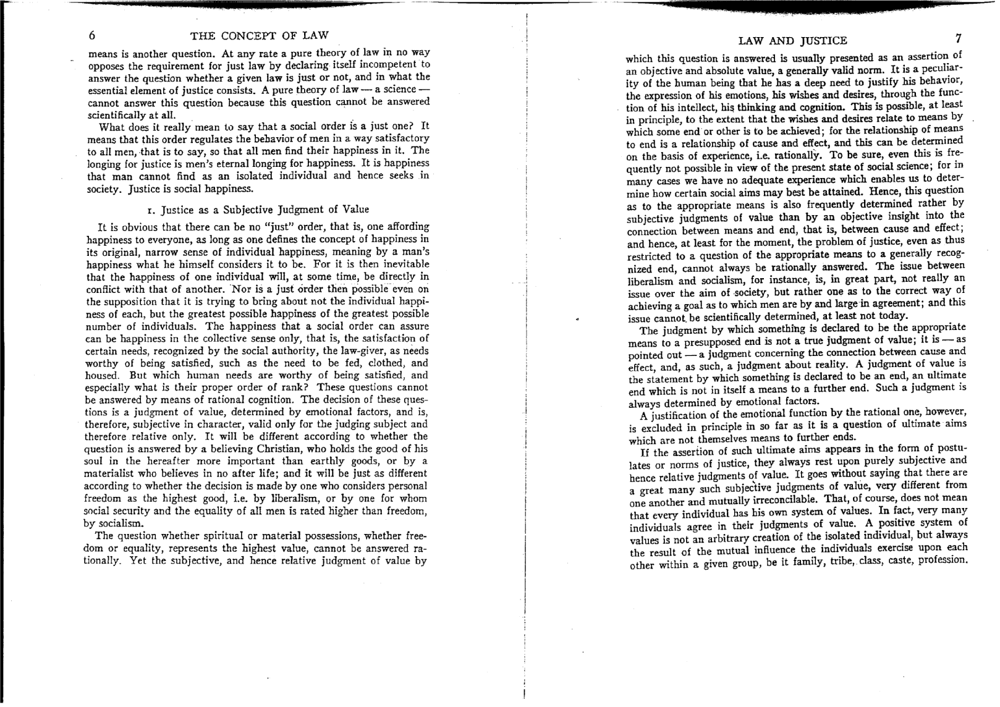 6 THE CONCEPT OF LAW
means is another question. At any rate a pure theory of law in no way
opposes the requirement for just law by declaring itself incompetent to
answer the question whether a given law is just or not, and in what the
essential element of justice consists. A pure theory of law — a science —
cannot answer this question because this question cannot be answered
scientifically at all.
What does it really mean to say that a social order is a just one? It
means that this order regulates the behavior of men in a way satisfactory
to all men, that is to say, so that all men find their happiness in it. The
longing for justice is men's eternal longing for happiness. It is happiness
that man cannot find as an isolated individual and hence seeks in
society. Justice is social happiness.
1. Justice as a Subjective Judgment of Value
It is obvious that there can be no "just" order, that is, one affording
happiness to everyone, as long as one defines the concept of happiness in
its original, narrow sense of individual happiness, meaning by a man's
happiness what he himself considers it to be. For it is then inevitable
that the happiness of one individual will, at some time, be directly in
conflict with that of another. Nor is a just order then possible even on
the supposition that it is trying to bring about not the individual happi-
ness of each, but the greatest possible happiness of the greatest possible
number of individuals. The happiness that a social order can assure
can be happiness in the collective sense only, that is, the satisfaction of
certain needs, recognized by the social authority, the law-giver, as needs
worthy of being satisfied, such as the need to be fed, clothed, and
housed. But which human needs are worthy of being satisfied, and
especially what is their proper order of rank? These questions cannot
be answered by means of rational cognition. The decision of these ques-
tions is a judgment of value, determined by emotional factors, and is,
therefore, subjective in character, valid only for the judging subject and
therefore relative only. It will be different according to whether the
question is answered by a believing Christian, who holds the good of his
soul in the hereafter more important than earthly goods, or by a
materialist who believes in no after life; and it will be just as different
according to whether the decision is made by one who considers personal
freedom as the highest good, i.e. by liberalism, or by one for whom
social security and the equality of all men is rated higher than freedom,
by socialism.
The question whether spiritual or material possessions, whether free-
dom or equality, represents the highest value, cannot be answered ra-
tionally. Yet the subjective, and hence relative judgment of value by
LAW AND JUSTICE 7
which this question is answered is usually presented as an assertion of
an objective and absolute value, a generally valid norm. It is a peculiar-
ity of the human being that he has a deep need to justify his behavior,
the expression of his emotions, his wishes and desires, through the func-
tion of his intellect, his thinking and cognition. This is possible, at least
in principle, to the extent that the wishes and desires relate to means by
which some end or other is to be achieved; for the relationship of means
to end is a relationship of cause and effect, and this can be determined
on the basis of experience, i.e. rationally. To be sure, even this is fre-
quently not possible in view of the present state of social science; for in
many cases we have no adequate experience which enables us to deter-
mine how certain social aims may best be attained. Hence, this question
as to the appropriate means is also frequently determined rather by
subjective judgments of value than by an objective insight into the
connection between means and end, that is, between cause and effect;
and hence, at least for the moment, the problem of justice, even as thus
restricted to a question of the appropriate means to a generally recog-
nized end, cannot always be rationally answered. The issue between
liberalism and socialism, for instance, is, in great part, not really an
issue over the aim of society, but rather one as to the correct way of
achieving a goal as to which men are by and large in agreement; and this
issue cannot be scientifically determined, at least not today.
The judgment by which something is declared to be the appropriate
means to a presupposed end is not a true judgment of value; it is — as
pointed out — a judgment concerning the connection between cause and
effect, and, as such, a judgment about reality. A judgment of value is
the statement by which something is declared to be an end, an ultimate
end which is not in itself a means to a further end. Such a judgment is
always determined by emotional factors.
A justification of the emotional function by the rational one, however,
is excluded in principle in so far as it is a question of ultimate aims
which are not themselves means to further ends.
If the assertion of such ultimate aims appears in the form of postu-
lates or norms of justice, they always rest upon purely subjective and
hence relative judgments of value. It goes without saying that there are
a great many such subjective judgments of value, very different from
one another and mutually irreconcilable. That, of course, does not mean
that every individual has his own system of values. In fact, very many
individuals agree in their judgments of value. A positive system of
values is not an arbitrary creation of the isolated individual, but always
the result of the mutual influence the individuals exercise upon each
other within a given group, be it family, tribe, class, caste, profession.